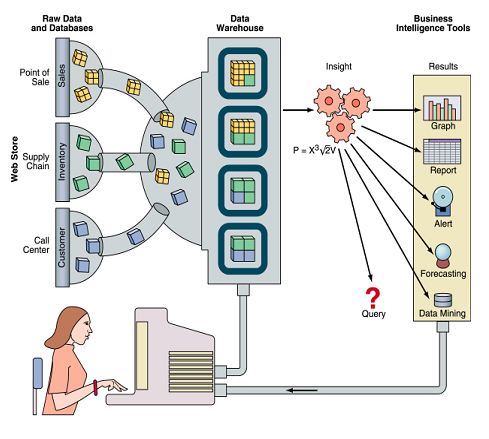 Raw Data
and Databases
Data
Warehouse
Business
Intelligence Tools
Point of
Sale
Sales
Insight
Results
Graph
P = X³√2V
Web Store
Supply
Chain
Inventory
Report
Alert
Call
Center
Customer
Forecasting
Query
Data Mining